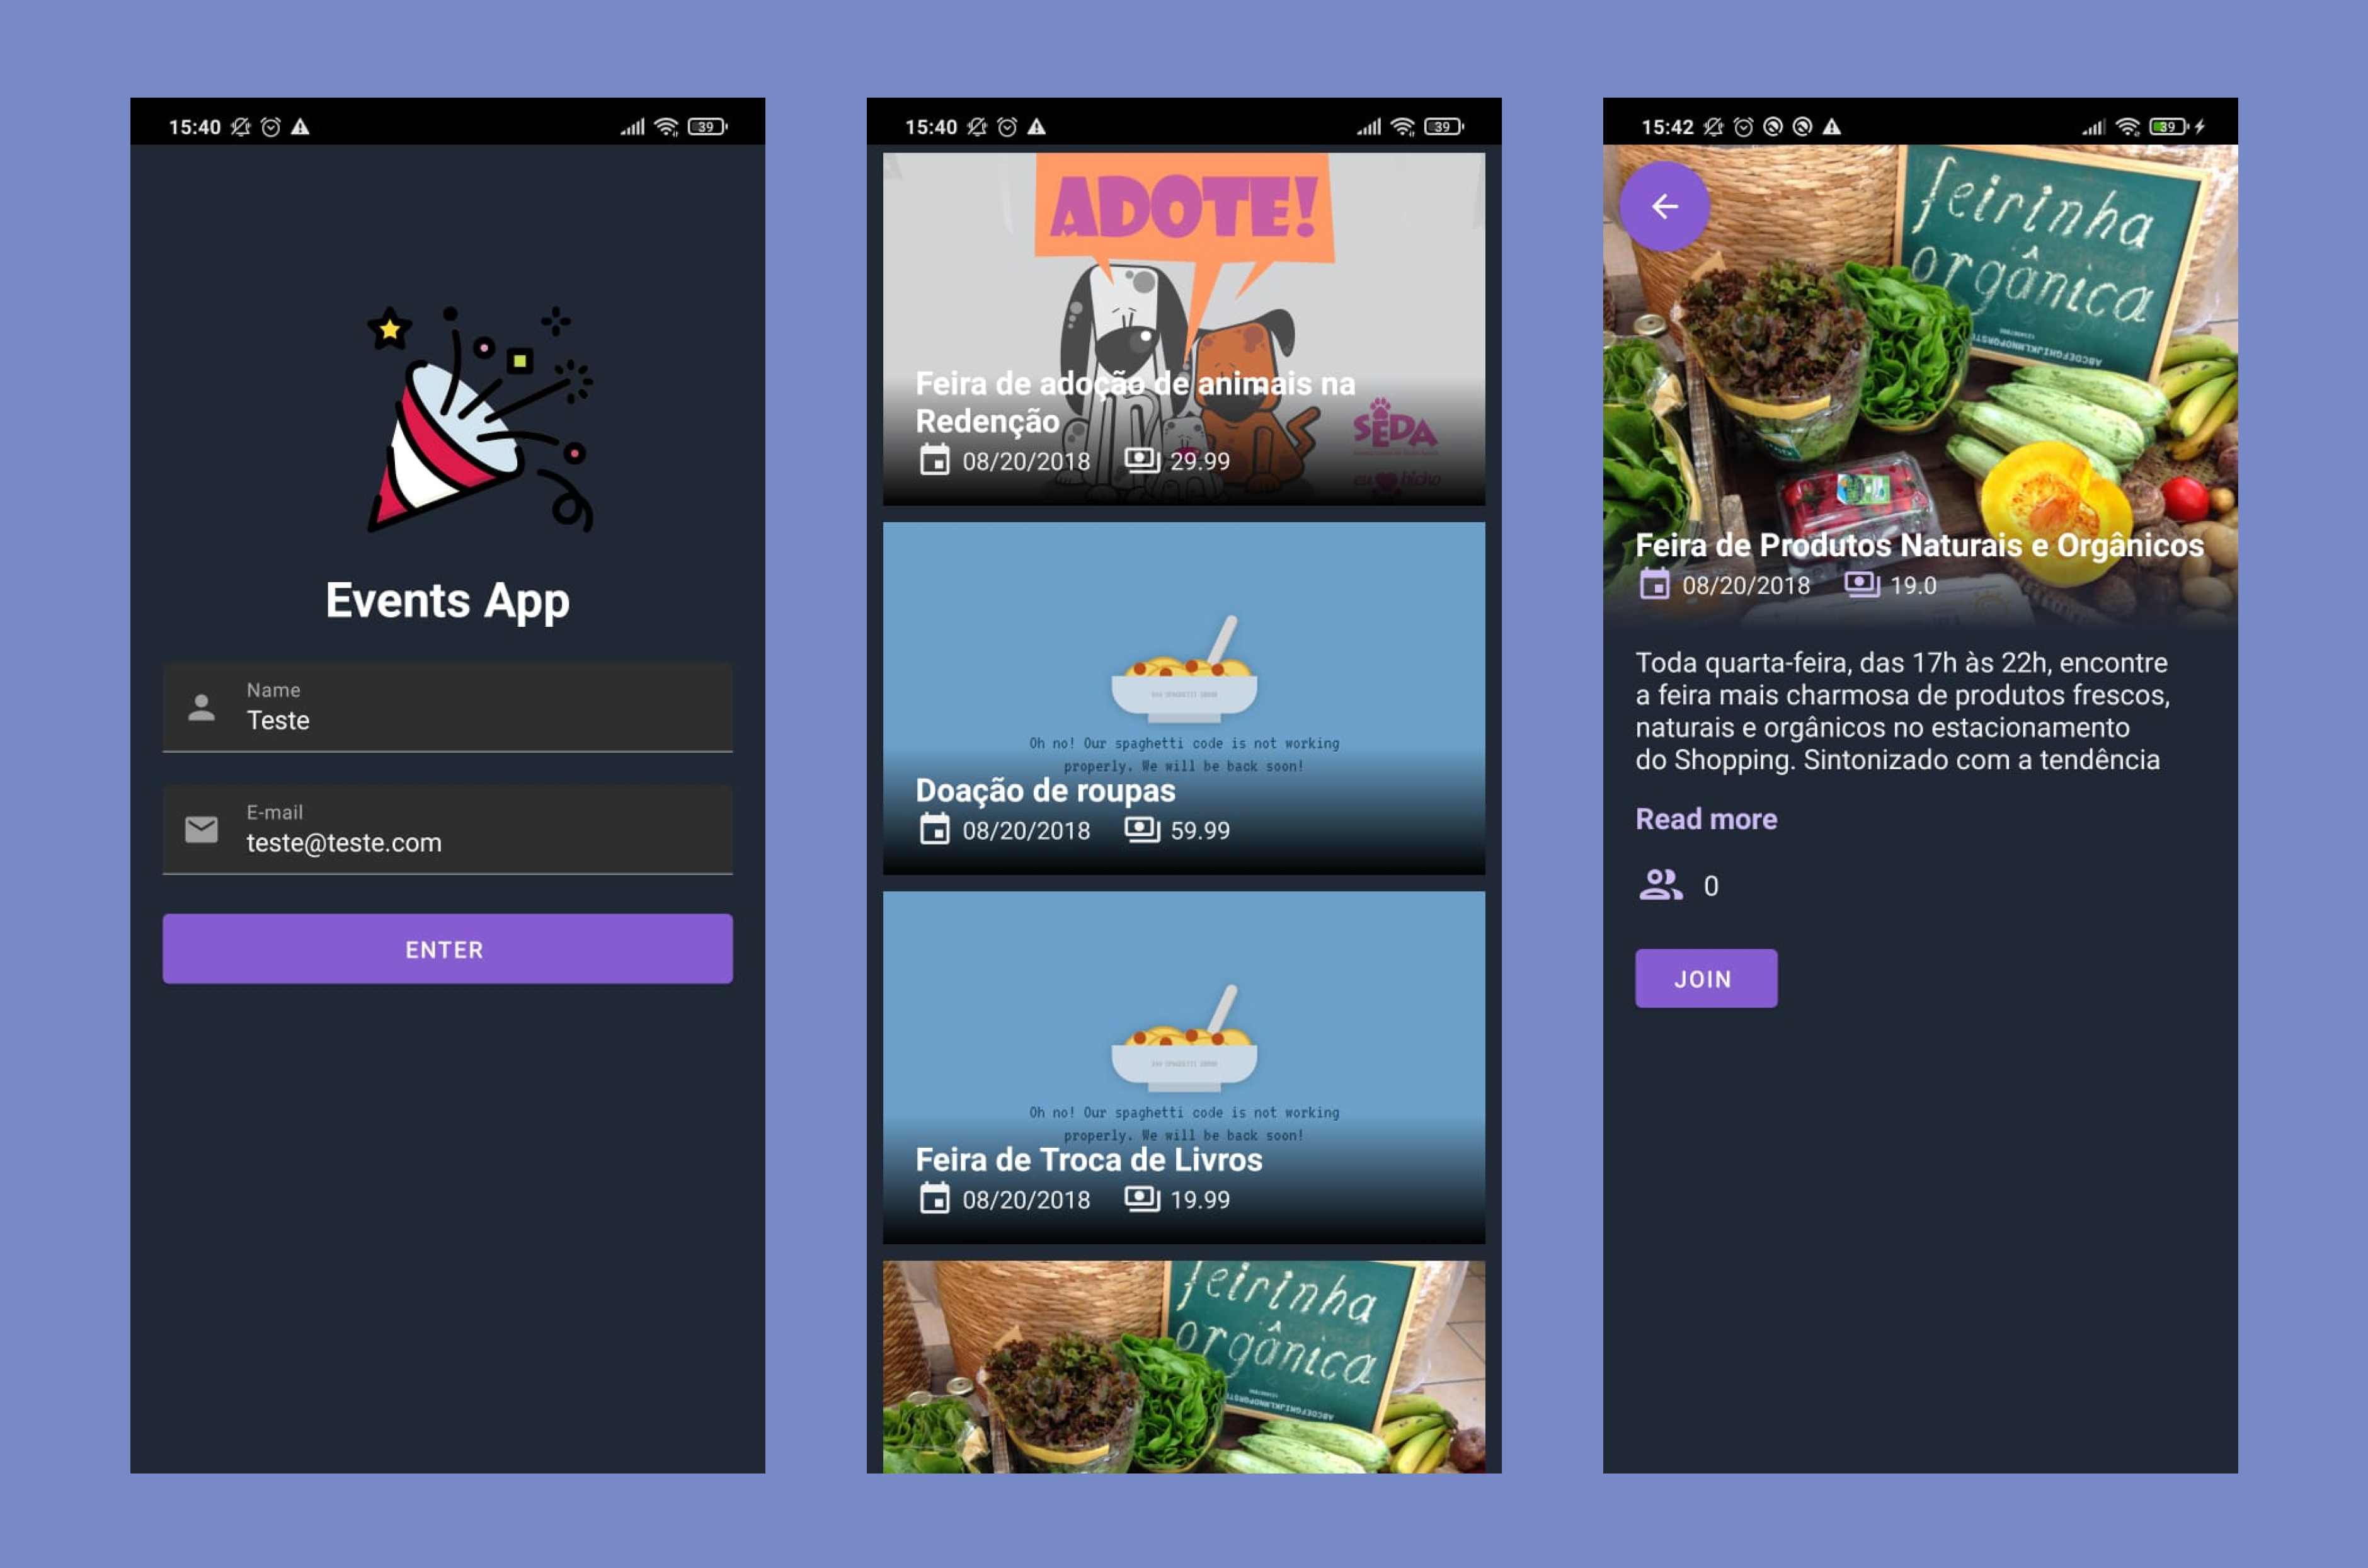 15:40
39
Events App
Name
Teste
E-mail
teste@teste.com
ENTER
15:40
39
ADOTE!
SEDA
eu bicho
Feira de adoção de animais na
Redenção
08/20/2018 29.99
Oh no! Our spaghetti code is not working
properly. We will be back soon!
Doação de roupas
08/20/2018 59.99
Oh no! Our spaghetti code is not working
properly. We will be back soon!
Feira de Troca de Livros
08/20/2018 19.99
feirinha
orgânica
15:42
39
feirinha
orgânica
Feira de Produtos Naturais e Orgânicos
08/20/2018 19.0
Toda quarta-feira, das 17h às 22h, encontre
a feira mais charmosa de produtos frescos,
naturais e orgânicos no estacionamento
do Shopping. Sintonizado com a tendência
Read more
0
JOIN